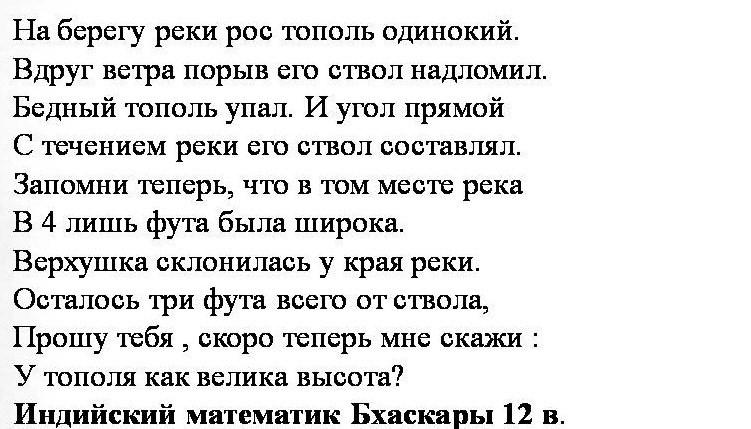 На берегу реки рос тополь одинокий.
Вдруг ветра порыв его ствол надломил.
Бедный тополь упал. И угол прямой
С течением реки его ствол составлял.
Запомни теперь, что в том месте река
В 4 лишь фута была широка.
Верхушка склонилась у края реки.
Осталось три фута всего от ствола,
Прошу тебя , скоро теперь мне скажи :
У тополя как велика высота?
Индийский математик Бхаскары 12 в.